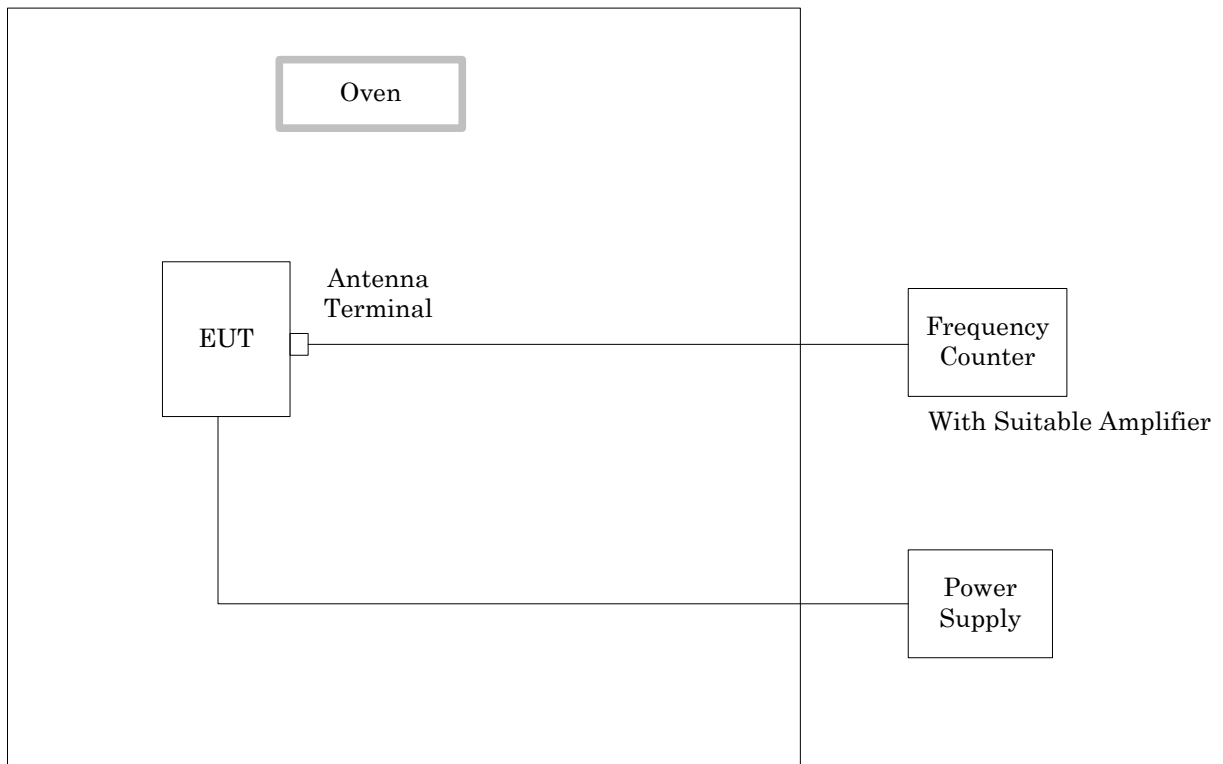 Oven
Antenna
Terminal
EUT
Frequency
Counter
With Suitable Amplifier
Power
Supply